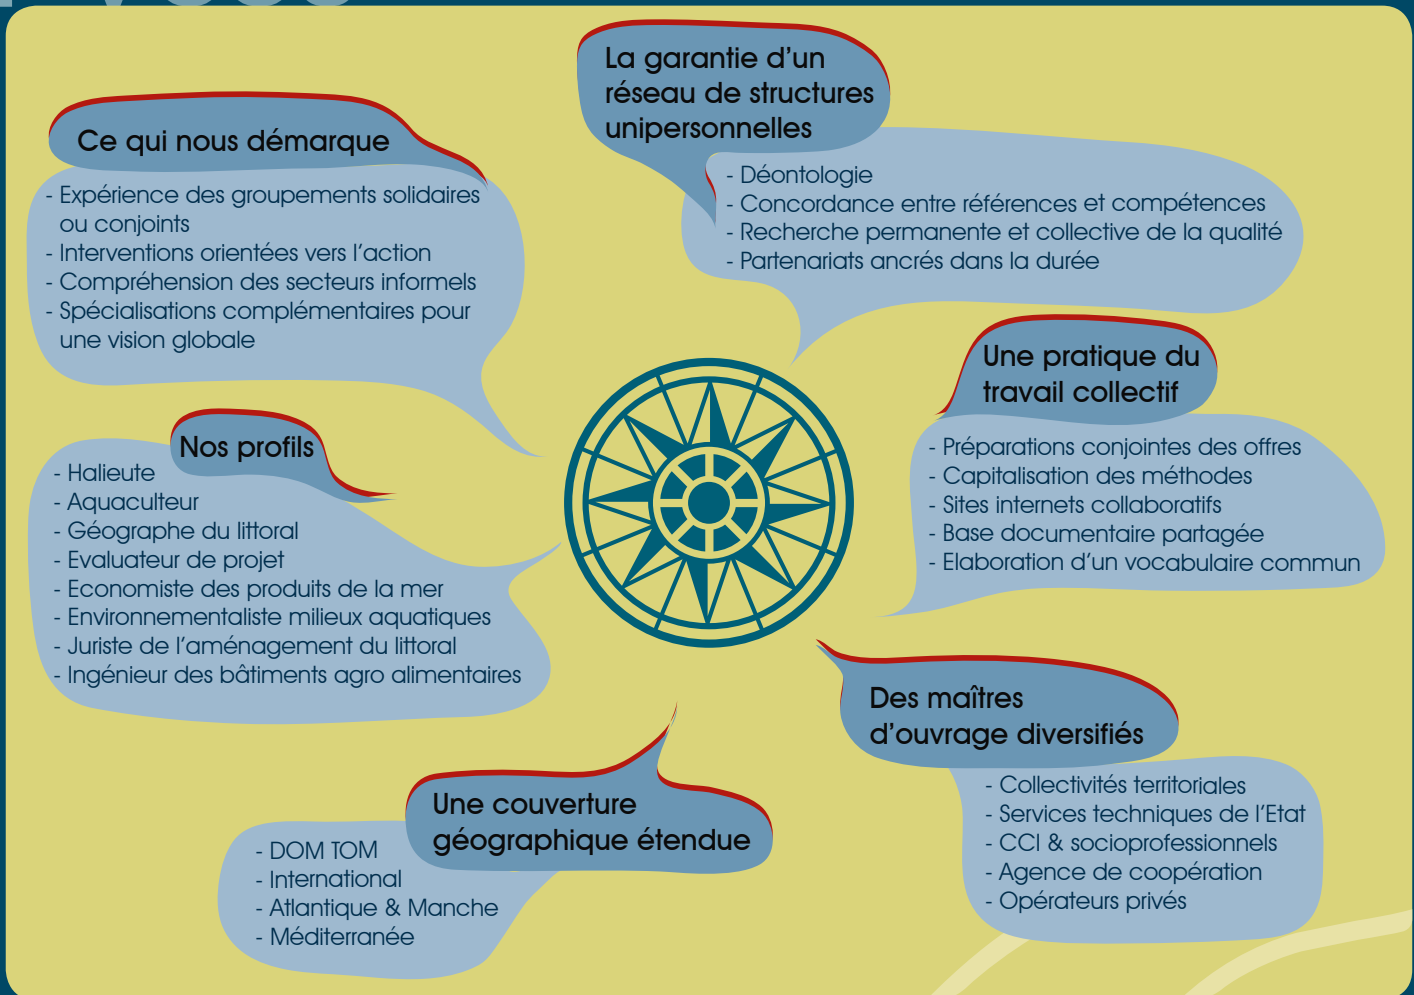 La garantie d'un
réseau de structures
unipersonnelles
- Déontologie
- Concordance entre références et compétences
- Recherche permanente et collective de la qualité
- Partenariats ancrés dans la durée
Ce qui nous démarque
- Expérience des groupements solidaires
ou conjoints
- Interventions orientées vers l'action
- Compréhension des secteurs informels
- Spécialisations complémentaires pour
une vision globale
Une pratique du
travail collectif
- Préparations conjointes des offres
- Capitalisation des méthodes
- Sites internets collaboratifs
- Base documentaire partagée
- Elaboration d'un vocabulaire commun
Nos profils
- Halieute
- Aquaculteur
- Géographe du littoral
- Evaluateur de projet
- Economiste des produits de la mer
- Environnementaliste milieux aquatiques
- Juriste de l'aménagement du littoral
- Ingénieur des bâtiments agro alimentaires
Des maîtres
d'ouvrage diversifiés
- Collectivités territoriales
- Services techniques de l'Etat
- CCI & socioprofessionnels
- Agence de coopération
- Opérateurs privés
Une couverture
géographique étendue
- DOM TOM
- International
- Atlantique & Manche
- Méditerranée